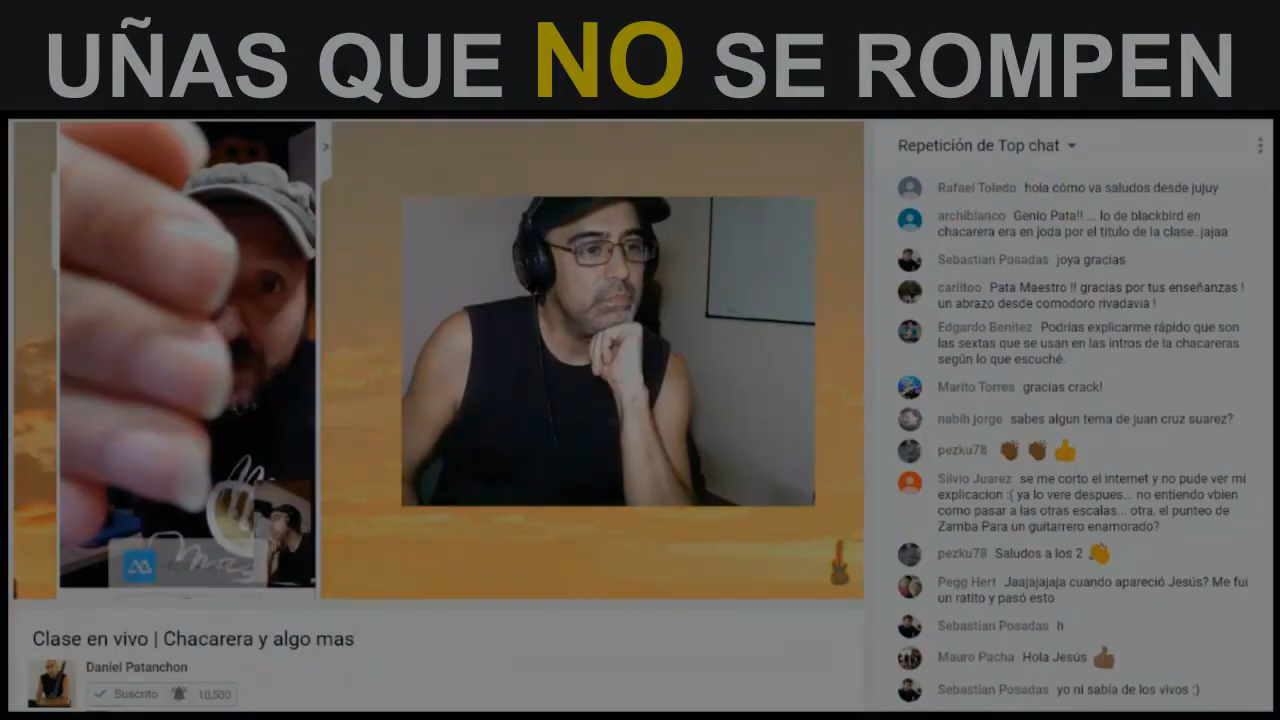 UÑAS QUE NO SE ROMPEN
Repetición de Top chat
Rafael Toledo hola cómo va saludos desde jujuy
archiblanco Genio Pata!! ... lo de blackbird en
chacarera era en joda por el titulo de la clase..jajaa
Sebastian Posadas joya gracias
carlitoo Pata Maestro !! gracias por tus enseñanzas !
un abrazo desde comodoro rivadavia !
Edgardo Benitez Podrías explicarme rápido que son
las sextas que se usan en las intros de la chacareras
según lo que escuché.
Marito Torres gracias crack!
nabih jorge sabes algun tema de juan cruz suarez?
pezku78
Silvio Juarez se me corto el internet y no pude ver mi
explicacion :( ya lo vere despues... no entiendo vbien
como pasar a las otras escalas... otra, el punteo de
Zamba Para un guitarrero enamorado?
pezku78 Saludos a los 2
Pegg Hert Jaajajajaja cuando apareció Jesús? Me fui
un ratito y pasó esto
Sebastian Posadas h
Mauro Pacha Hola Jesús
Sebastian Posadas yo ni sabía de los vivos :)
Clase en vivo | Chacarera y algo mas
Daniel Patanchon
Suscrito 10,500